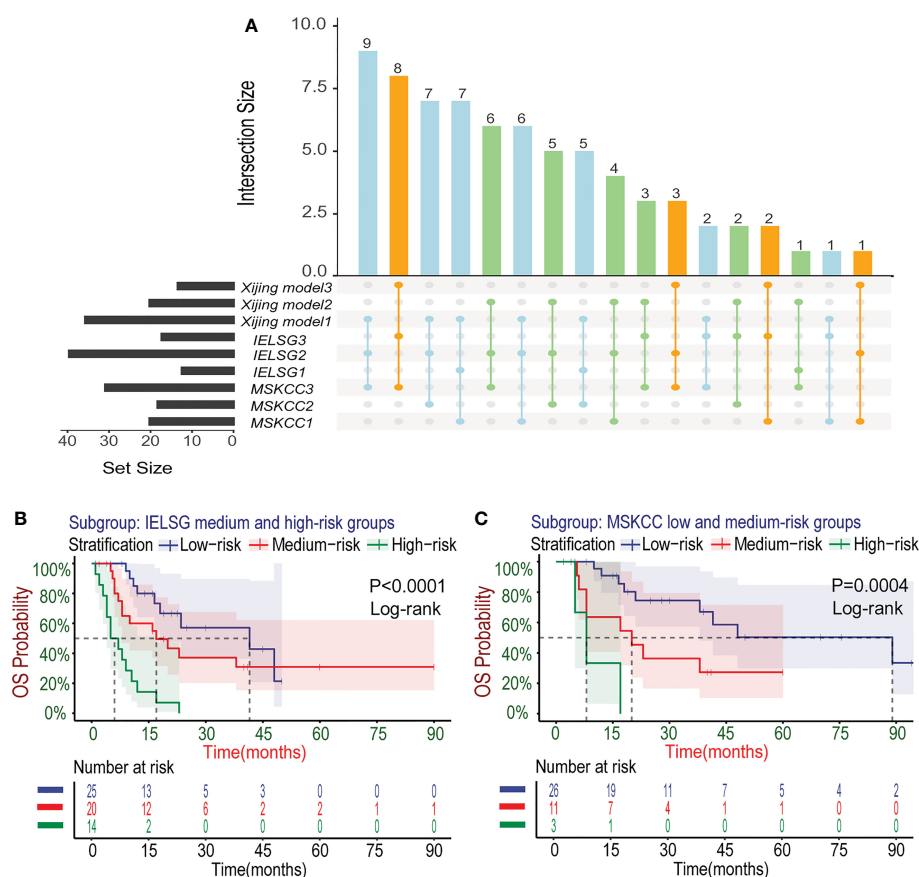 A
Intersection Size
10.0
7.5
5.0
2.5
0.0
9 8 7 7 6 6 5 5 4 3 3 2 2 2 1 1 1
Xijing model3
Xijing model2
Xijing model1
IELSG3
IELSG2
IELSG1
MSKCC3
MSKCC2
MSKCC1
40 20 20 0
Set Size
B
Subgroup: IELSG medium and high-risk groups
Stratification Low-risk Medium-risk High-risk
OS Probability
100%
80%
60%
40%
20%
0%
P<0.0001
Log-rank
0 15 30 45 60 75 90
Time(months)
Number at risk
25 13 5 3 0 0 0
20 12 6 2 2 1 1
14 2 0 0 0 0 0
0 15 30 45 60 75 90
Time(months)
C
Subgroup: MSKCC low and medium-risk groups
Stratification Low-risk Medium-risk High-risk
OS Probability
100%
80%
60%
40%
20%
0%
P=0.0004
Log-rank
0 15 30 45 60 75 90
Time(months)
Number at risk
26 19 11 7 5 4 2
11 7 4 1 1 0 0
3 1 0 0 0 0 0
0 15 30 45 60 75 90
Time(months)